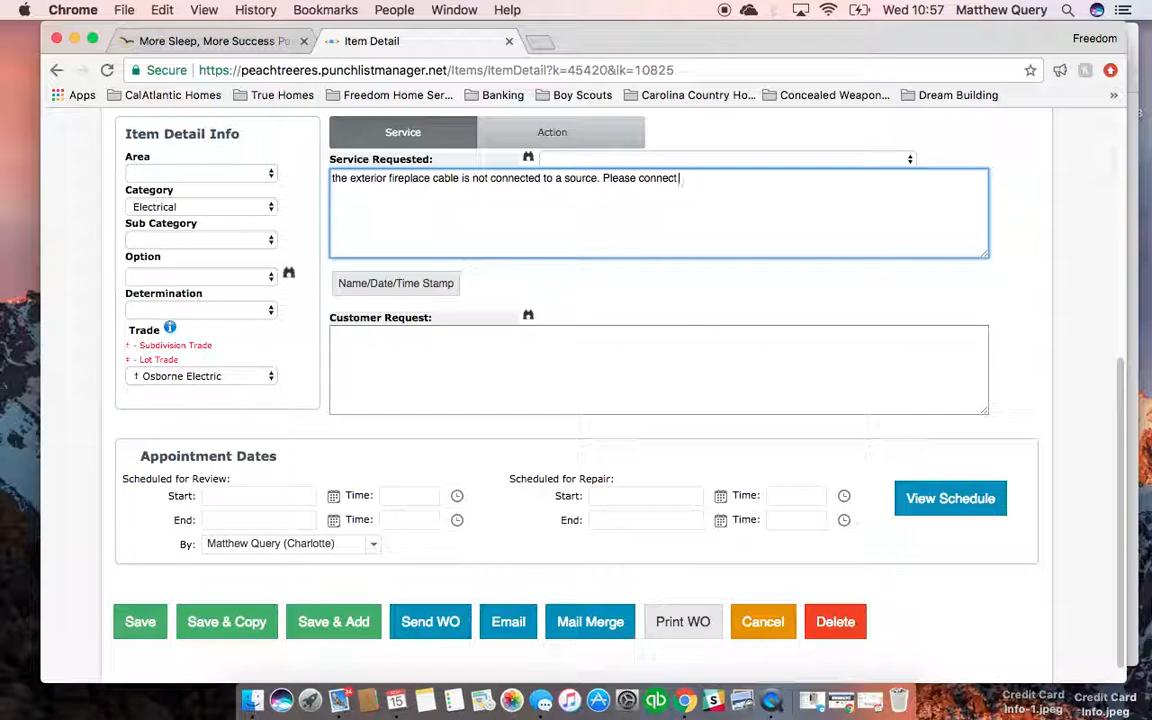 Chrome File Edit View History Bookmarks People Window Help Wed 10:57 Matthew Query
More Sleep, More Success Po Item Detail Freedom
Secure https://peachtreeres.punchlistmanager.net/Items/ItemDetail?k=45420&lk=10825
Apps CalAtlantic Homes True Homes Freedom Home Ser... Banking Boy Scouts Carolina Country Ho... Concealed Weapon... Dream Building »
Item Detail Info
Area
Category
Electrical
Sub Category
Option
Determination
Trade
† - Subdivision Trade
‡ - Lot Trade
† Osborne Electric
Service Action
Service Requested:
the exterior fireplace cable is not connected to a source. Please connect
Name/Date/Time Stamp
Customer Request:
Appointment Dates
Scheduled for Review: Scheduled for Repair:
Start: Time: Start: Time:
End: Time: End: Time:
By: Matthew Query (Charlotte)
View Schedule
Save Save & Copy Save & Add Send WO Email Mail Merge Print WO Cancel Delete
Credit Card Info-1.jpeg
Credit Card Info.jpeg